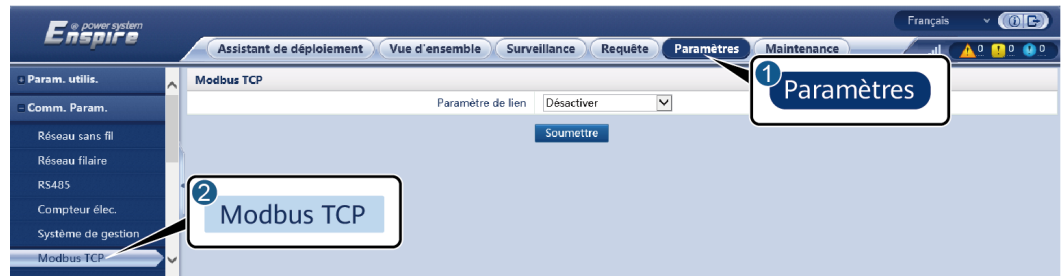 e power system
Enspire
Français
Assistant de déploiement Vue d'ensemble Surveillance Requête Paramètres Maintenance
0 0 0
Param. utilis.
Comm. Param.
Réseau sans fil
Réseau filaire
RS485
Compteur élec.
Système de gestion
Modbus TCP
Modbus TCP
Paramètre de lien Désactiver
Soumettre
1
Paramètres
2
Modbus TCP